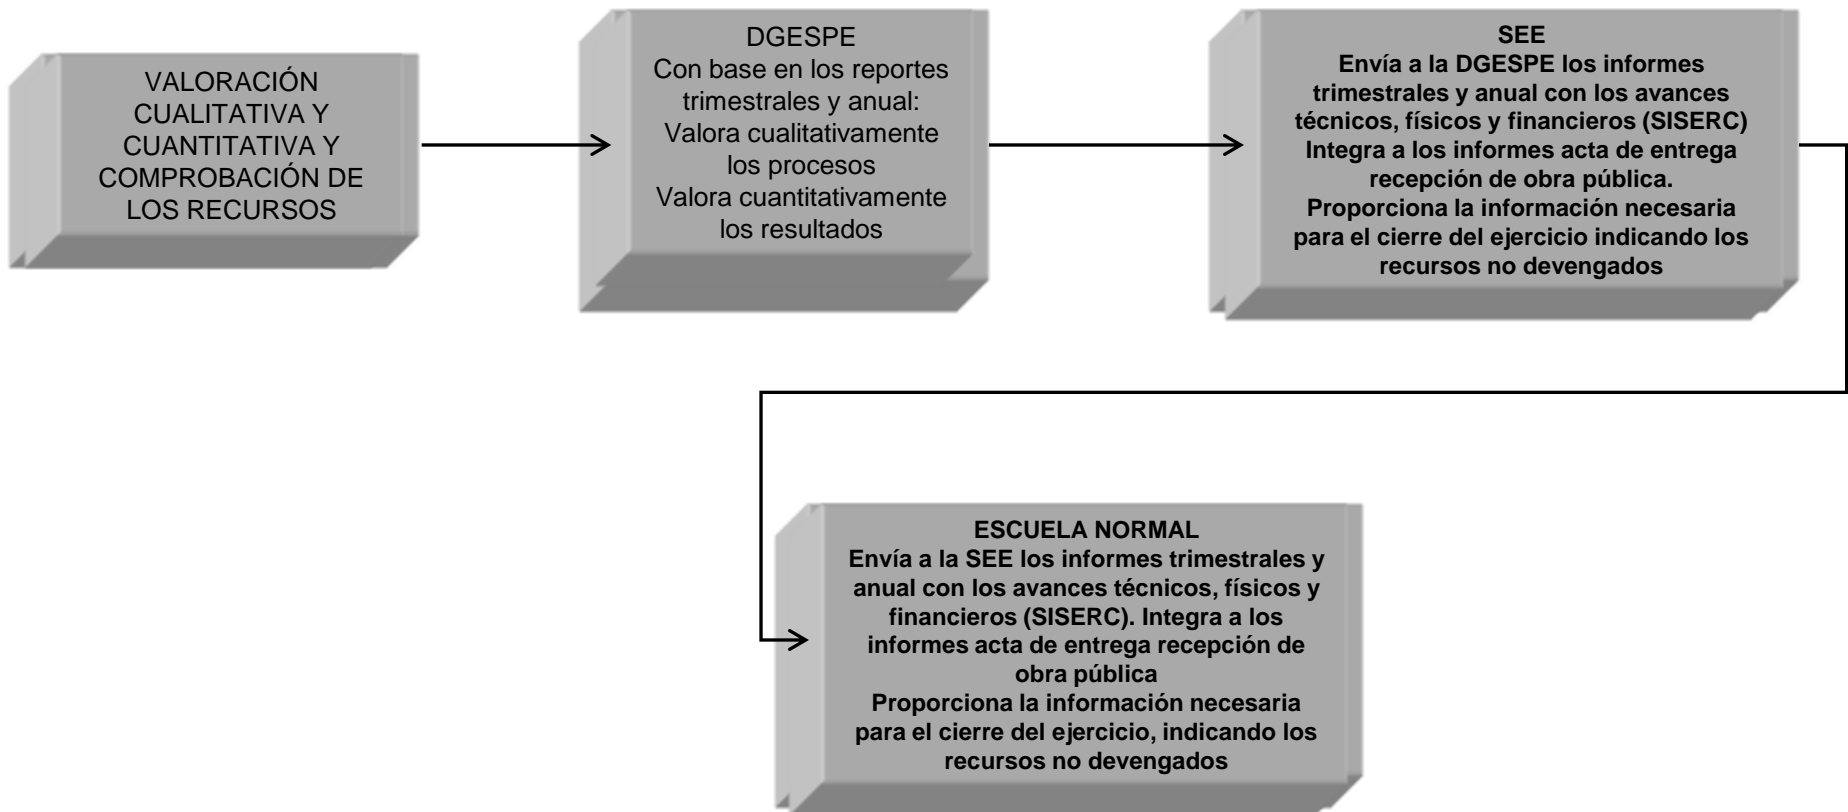 VALORACIÓN
CUALITATIVA Y
CUANTITATIVA Y
COMPROBACIÓN DE
LOS RECURSOS
DGESPE
Con base en los reportes
trimestrales y anual:
Valora cualitativamente
los procesos
Valora cuantitativamente
los resultados
SEE
Envía a la DGESPE los informes
trimestrales y anual con los avances
técnicos, físicos y financieros (SISERC)
Integra a los informes acta de entrega
recepción de obra pública.
Proporciona la información necesaria
para el cierre del ejercicio indicando los
recursos no devengados
ESCUELA NORMAL
Envía a la SEE los informes trimestrales y
anual con los avances técnicos, físicos y
financieros (SISERC). Integra a los
informes acta de entrega recepción de
obra pública
Proporciona la información necesaria
para el cierre del ejercicio, indicando los
recursos no devengados